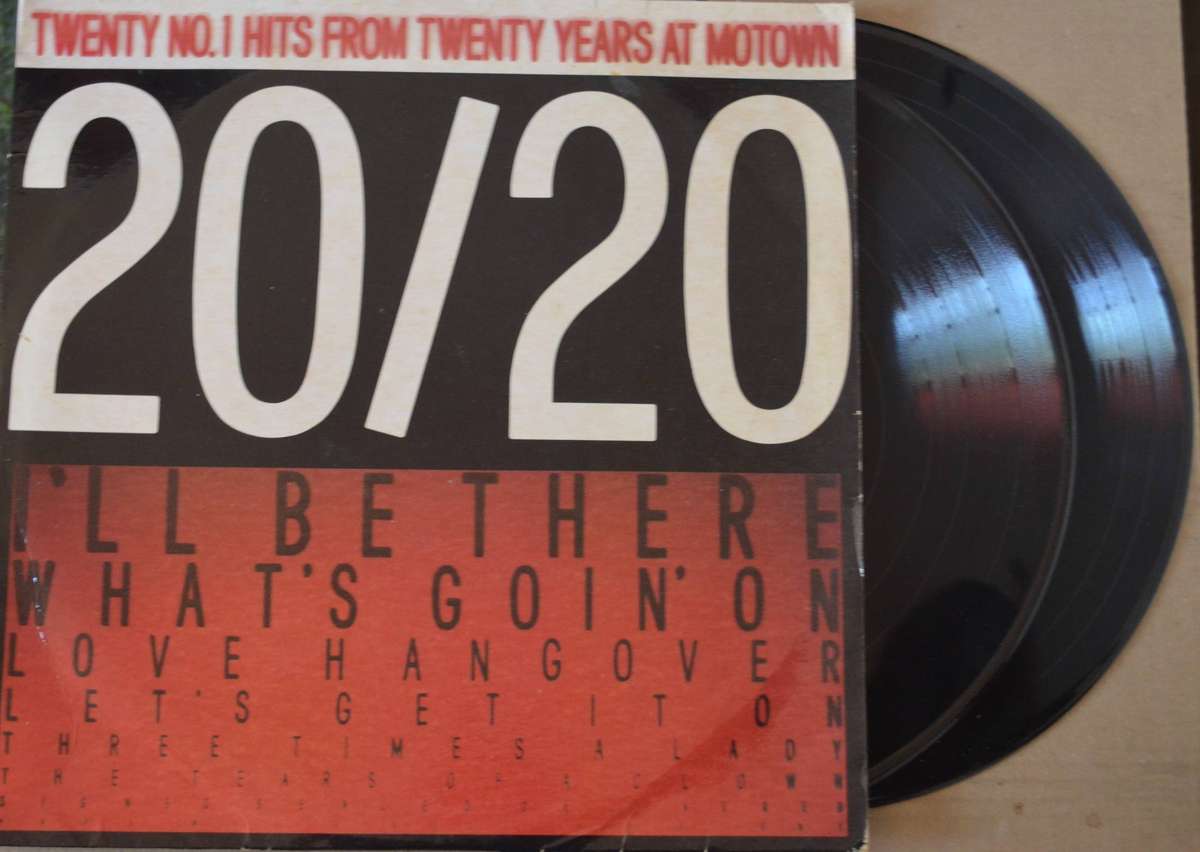 TWENTY NO.1 HITS FROM TWENTY YEARS AT MOTOWN
20/20
I'LL BE THERE
WHAT'S GOIN' ON
LOVE HANGOVER
LET'S GET IT ON
THREE TIMES A LADY
THE TEARS OF A CLOWN